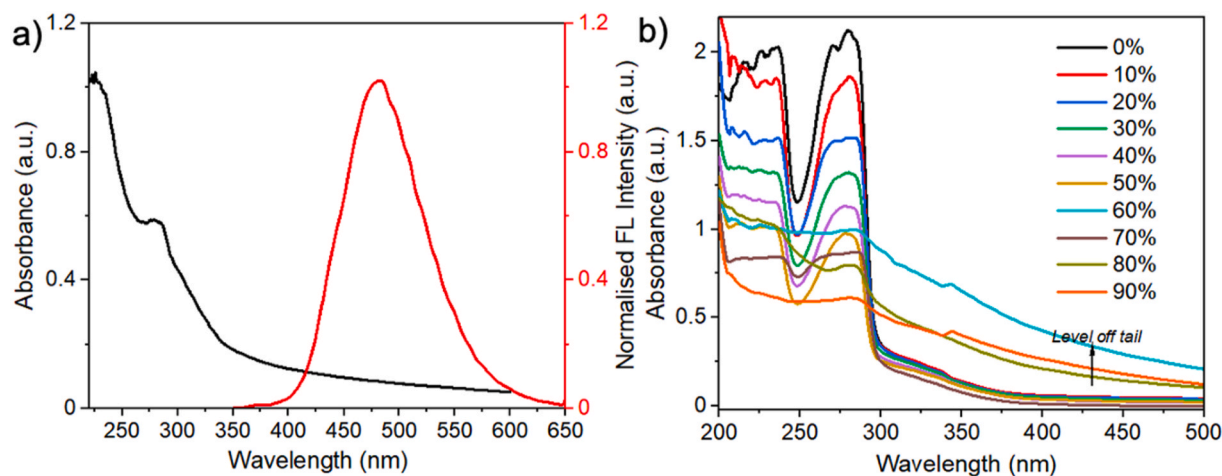 a)
1.2
0.8
0.4
0
Absorbance (a.u.)
250 300 350 400 450 500 550 600 650
Wavelength (nm)
1.2
0.8
0.4
0
Normalised FL Intensity (a.u.)
b)
2
1.5
1
0.5
0
Absorbance (a.u.)
200 250 300 350 400 450 500
Wavelength (nm)
0%
10%
20%
30%
40%
50%
60%
70%
80%
90%
Level off tail